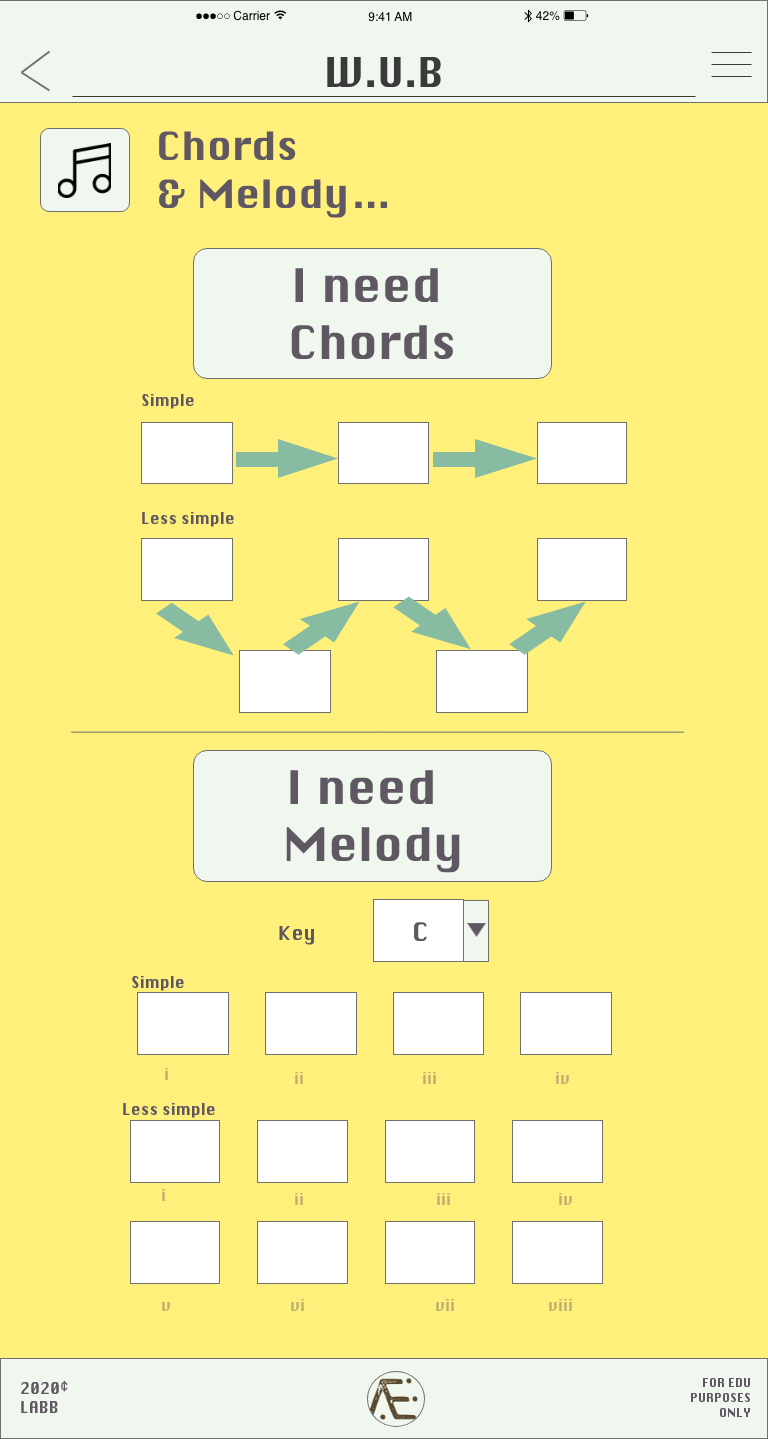 ●●●○○ Carrier 9:41 AM 42%
W.U.B
Chords
& Melody...
I need
Chords
Simple
Less simple
I need
Melody
Key C
Simple
i ii iii iv
Less simple
i ii iii iv
v vi vii viii
2020¢
LABB
Æ
FOR EDU
PURPOSES
ONLY